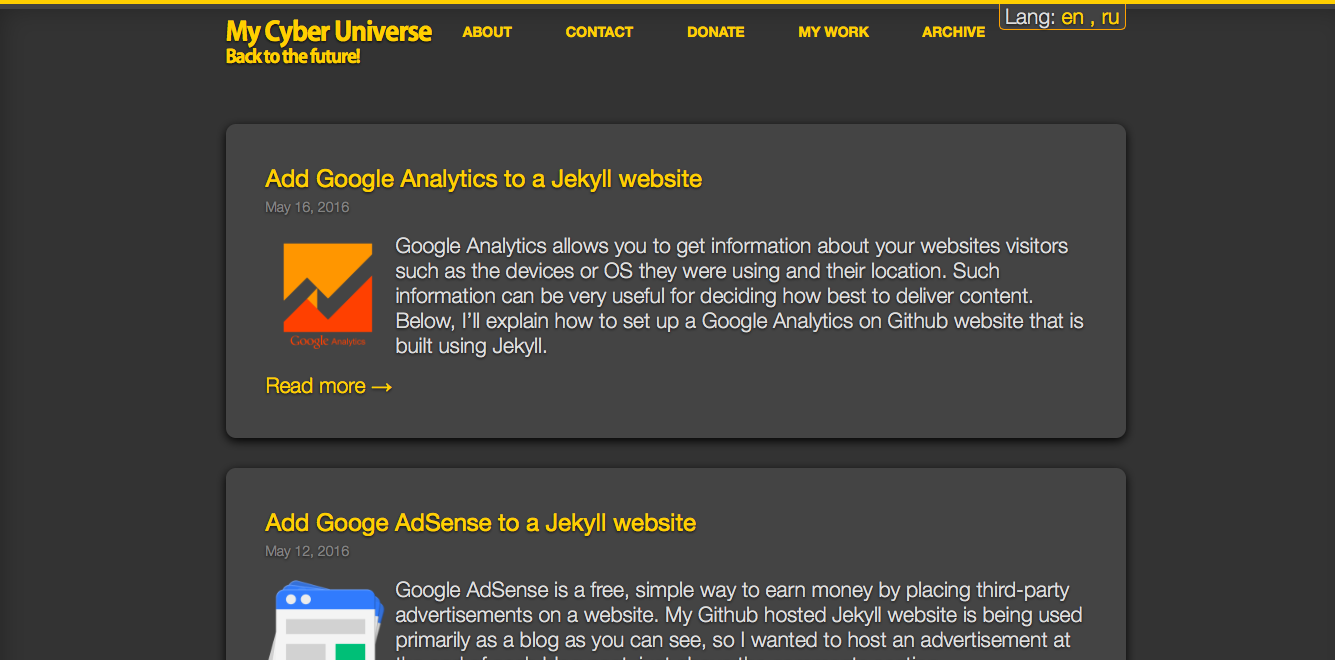 My Cyber Universe
Back to the future!
ABOUT CONTACT DONATE MY WORK ARCHIVE
Lang: en , ru
Add Google Analytics to a Jekyll website
May 16, 2016
Google Analytics allows you to get information about your websites visitors
such as the devices or OS they were using and their location. Such
information can be very useful for deciding how best to deliver content.
Below, I’ll explain how to set up a Google Analytics on Github website that is
built using Jekyll.
Google Analytics
Read more →
Add Googe AdSense to a Jekyll website
May 12, 2016
Google AdSense is a free, simple way to earn money by placing third-party
advertisements on a website. My Github hosted Jekyll website is being used
primarily as a blog as you can see, so I wanted to host an advertisement at